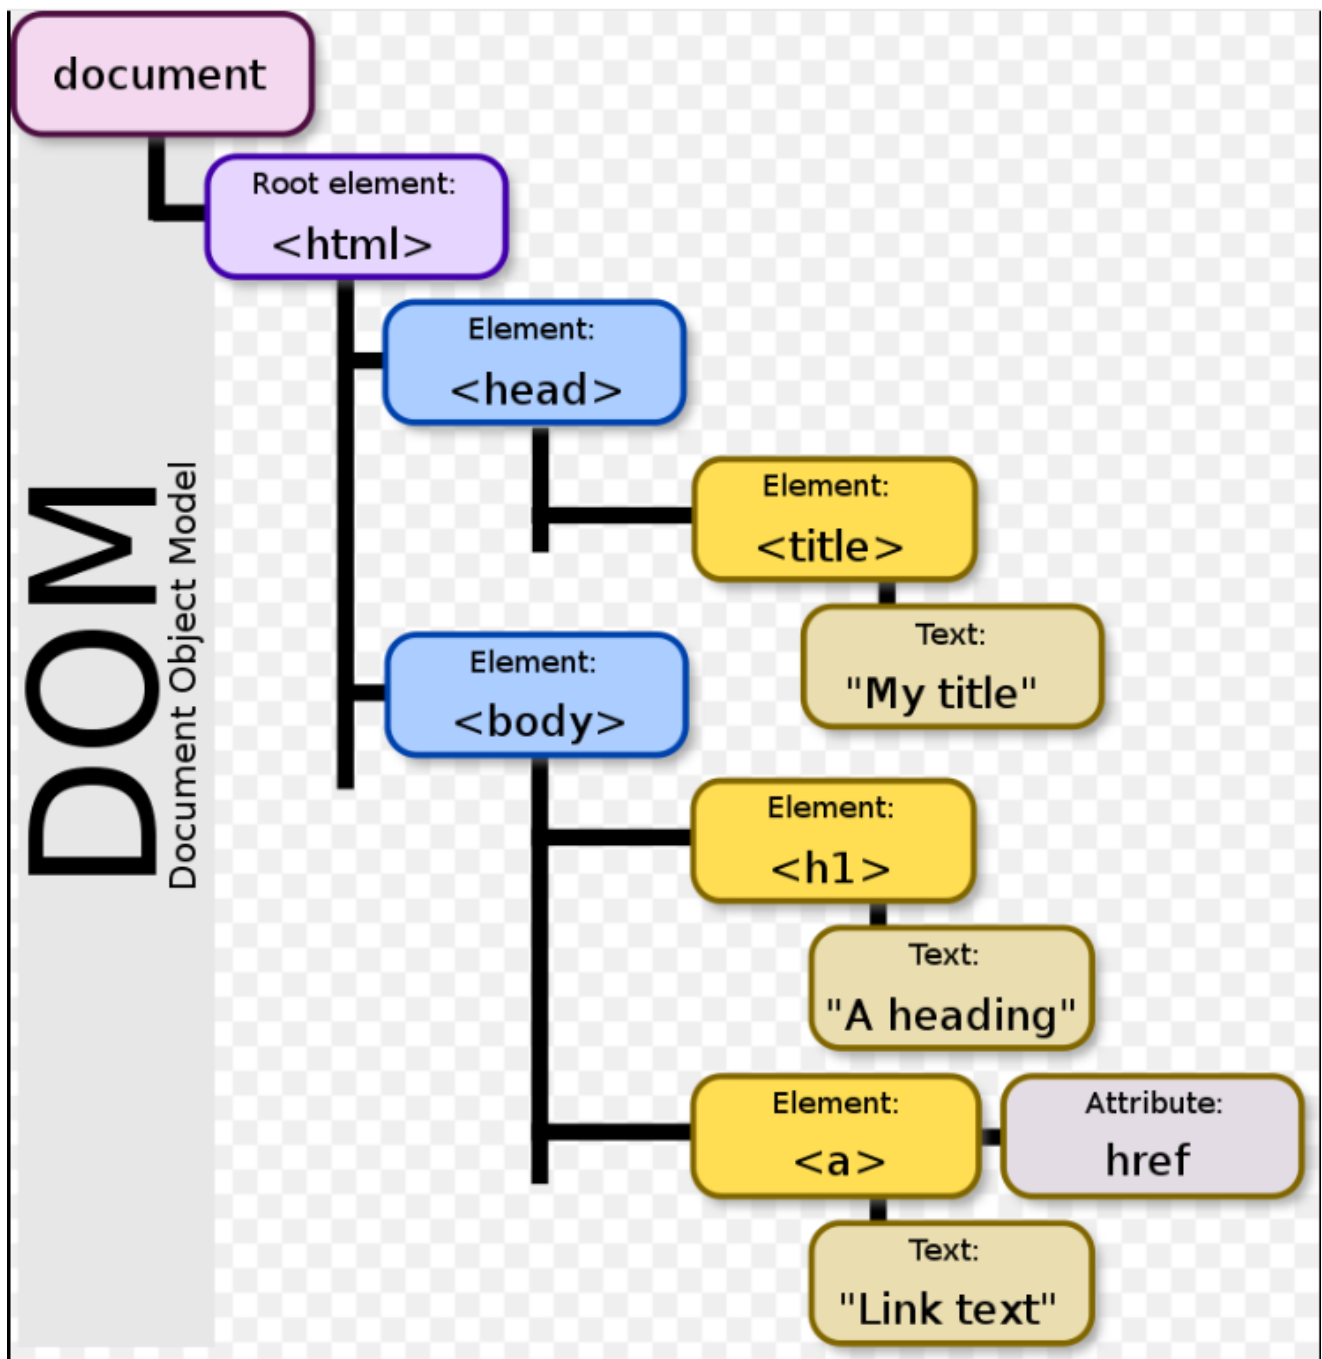 document
Root element:
<html>
Element:
<head>
Element:
<title>
Text:
"My title"
Element:
<body>
Element:
<h1>
Text:
"A heading"
Element:
<a>
Attribute:
href
Text:
"Link text"
DOM
Document Object Model